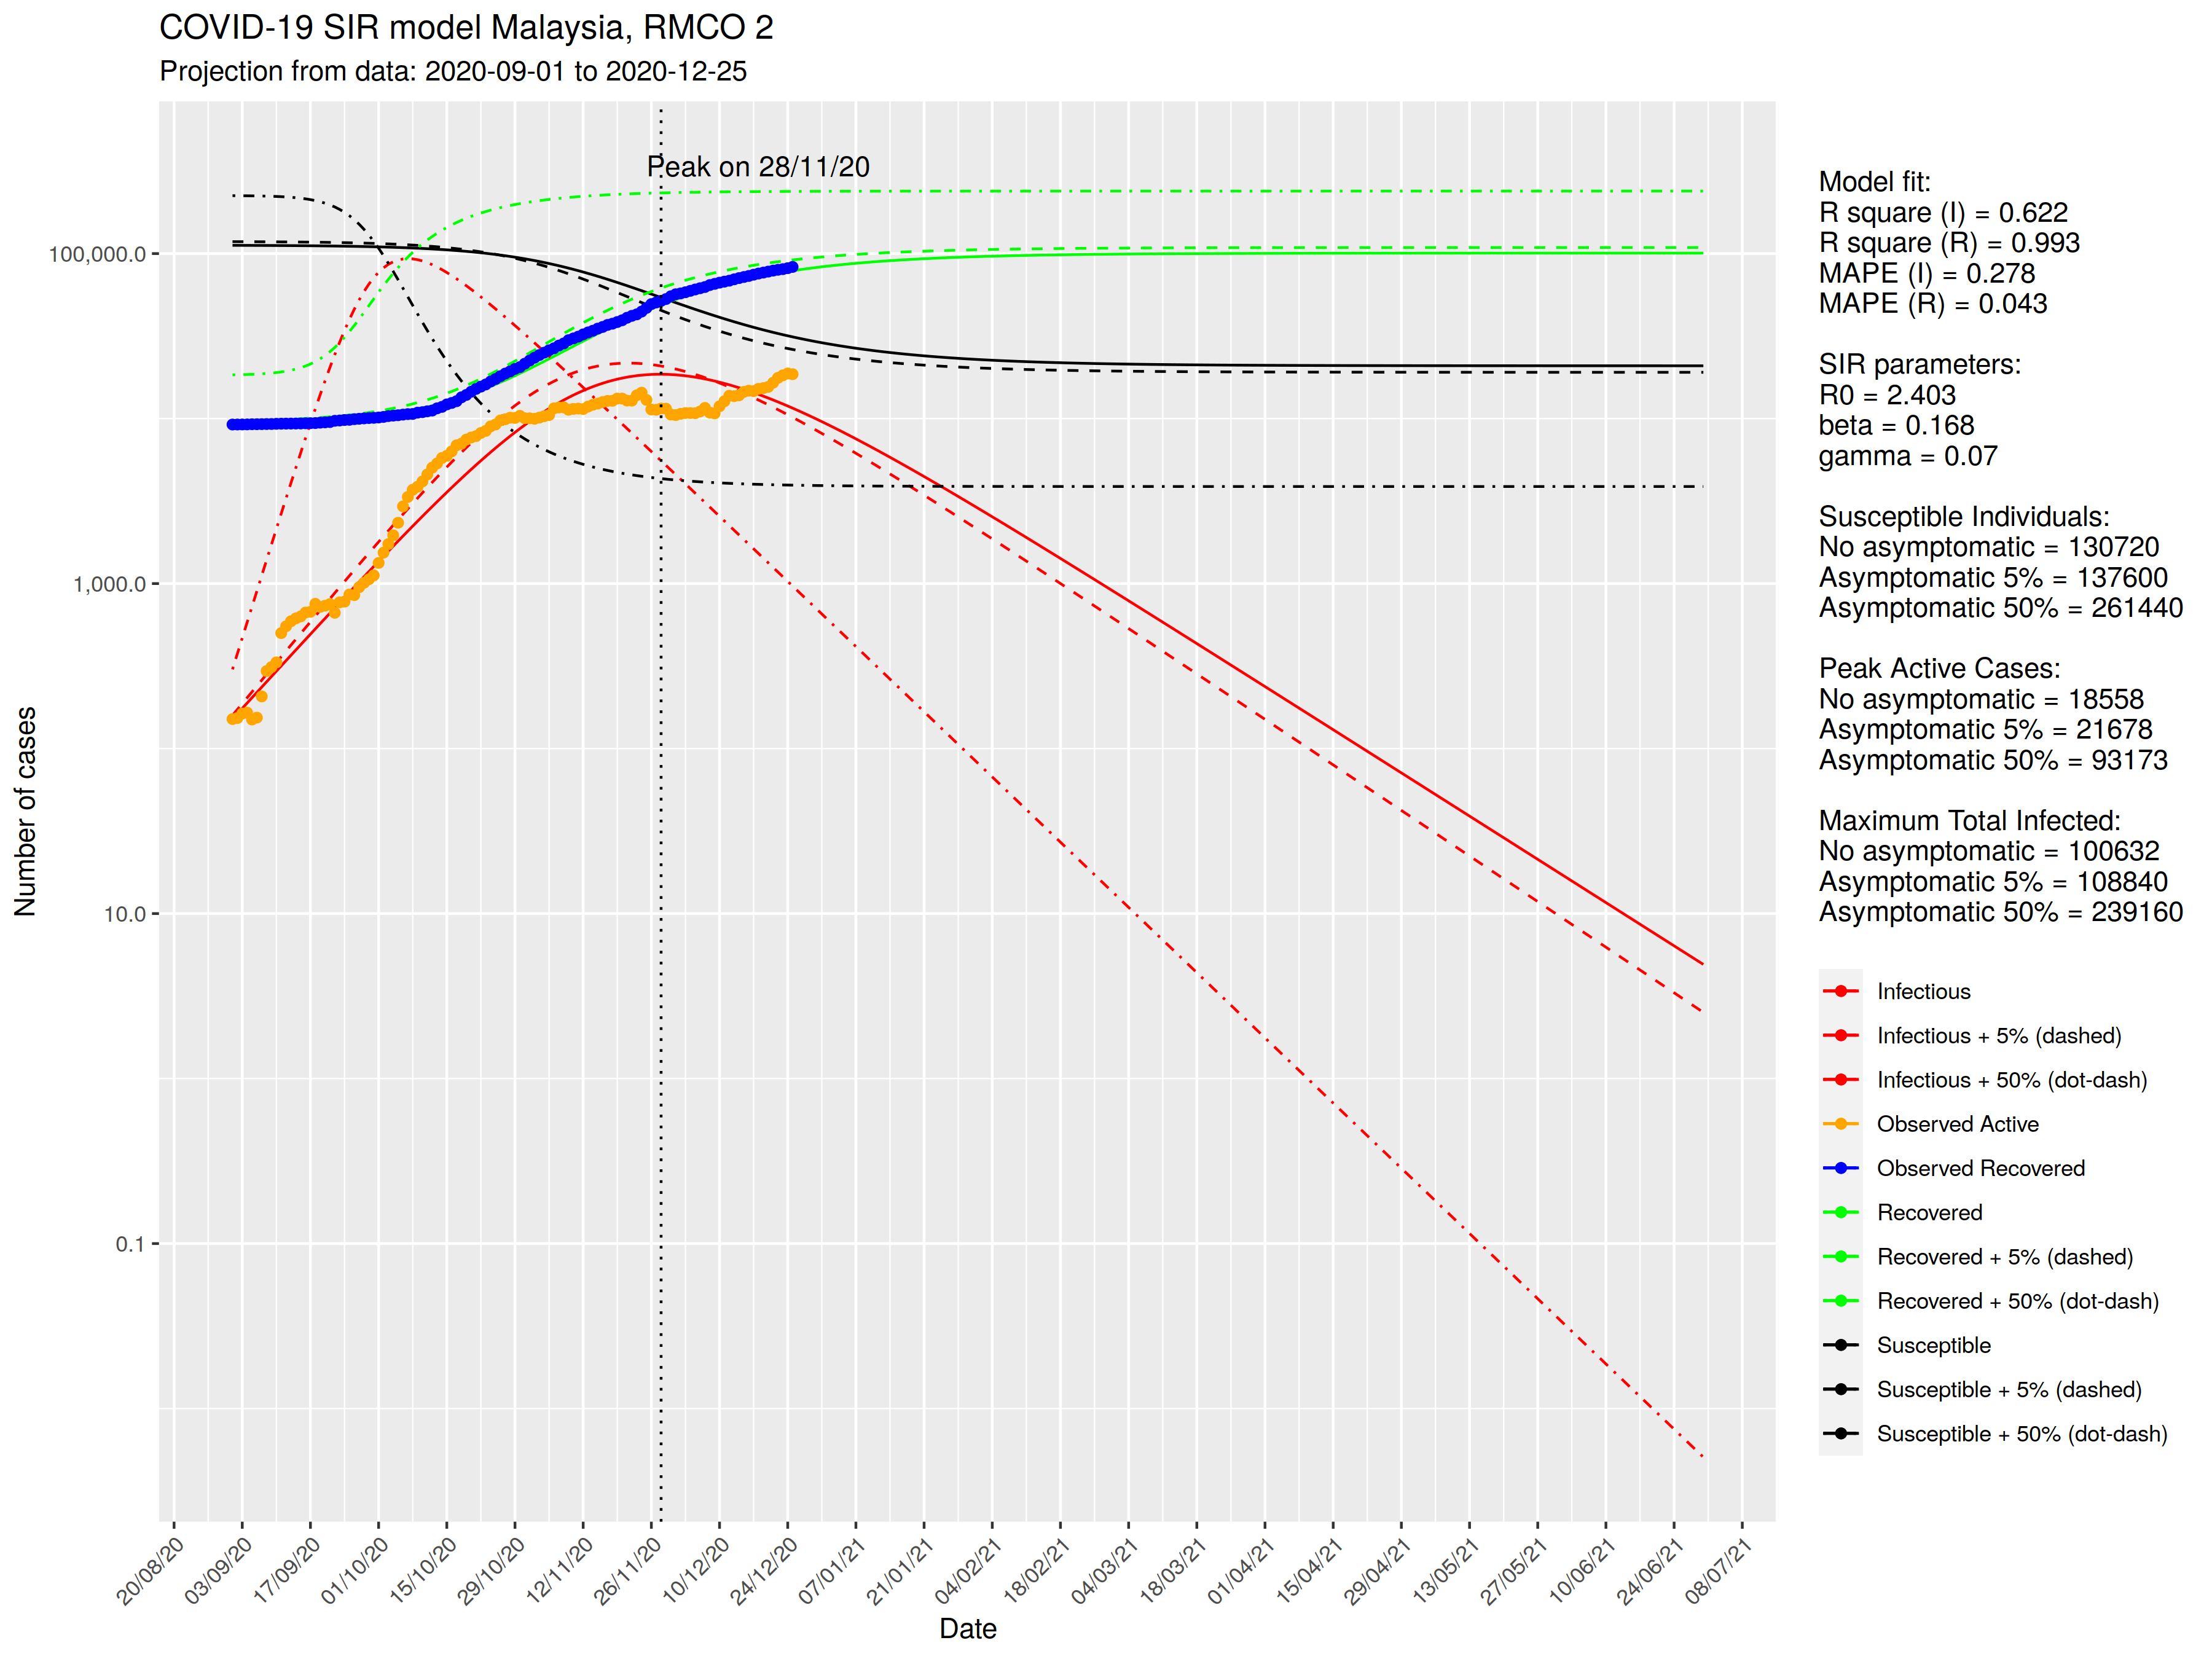 COVID-19 SIR model Malaysia, RMCO 2
Projection from data: 2020-09-01 to 2020-12-25
Peak on 28/11/20
Number of cases
100,000.0
1,000.0
10.0
0.1
20/08/20
03/09/20
17/09/20
01/10/20
15/10/20
29/10/20
12/11/20
26/11/20
10/12/20
24/12/20
07/01/21
21/01/21
04/02/21
18/02/21
04/03/21
18/03/21
01/04/21
15/04/21
29/04/21
13/05/21
27/05/21
10/06/21
24/06/21
08/07/21
Date
Model fit:
R square (I) = 0.622
R square (R) = 0.993
MAPE (I) = 0.278
MAPE (R) = 0.043
SIR parameters:
R0 = 2.403
beta = 0.168
gamma = 0.07
Susceptible Individuals:
No asymptomatic = 130720
Asymptomatic 5% = 137600
Asymptomatic 50% = 261440
Peak Active Cases:
No asymptomatic = 18558
Asymptomatic 5% = 21678
Asymptomatic 50% = 93173
Maximum Total Infected:
No asymptomatic = 100632
Asymptomatic 5% = 108840
Asymptomatic 50% = 239160
Infectious
Infectious + 5% (dashed)
Infectious + 50% (dot-dash)
Observed Active
Observed Recovered
Recovered
Recovered + 5% (dashed)
Recovered + 50% (dot-dash)
Susceptible
Susceptible + 5% (dashed)
Susceptible + 50% (dot-dash)